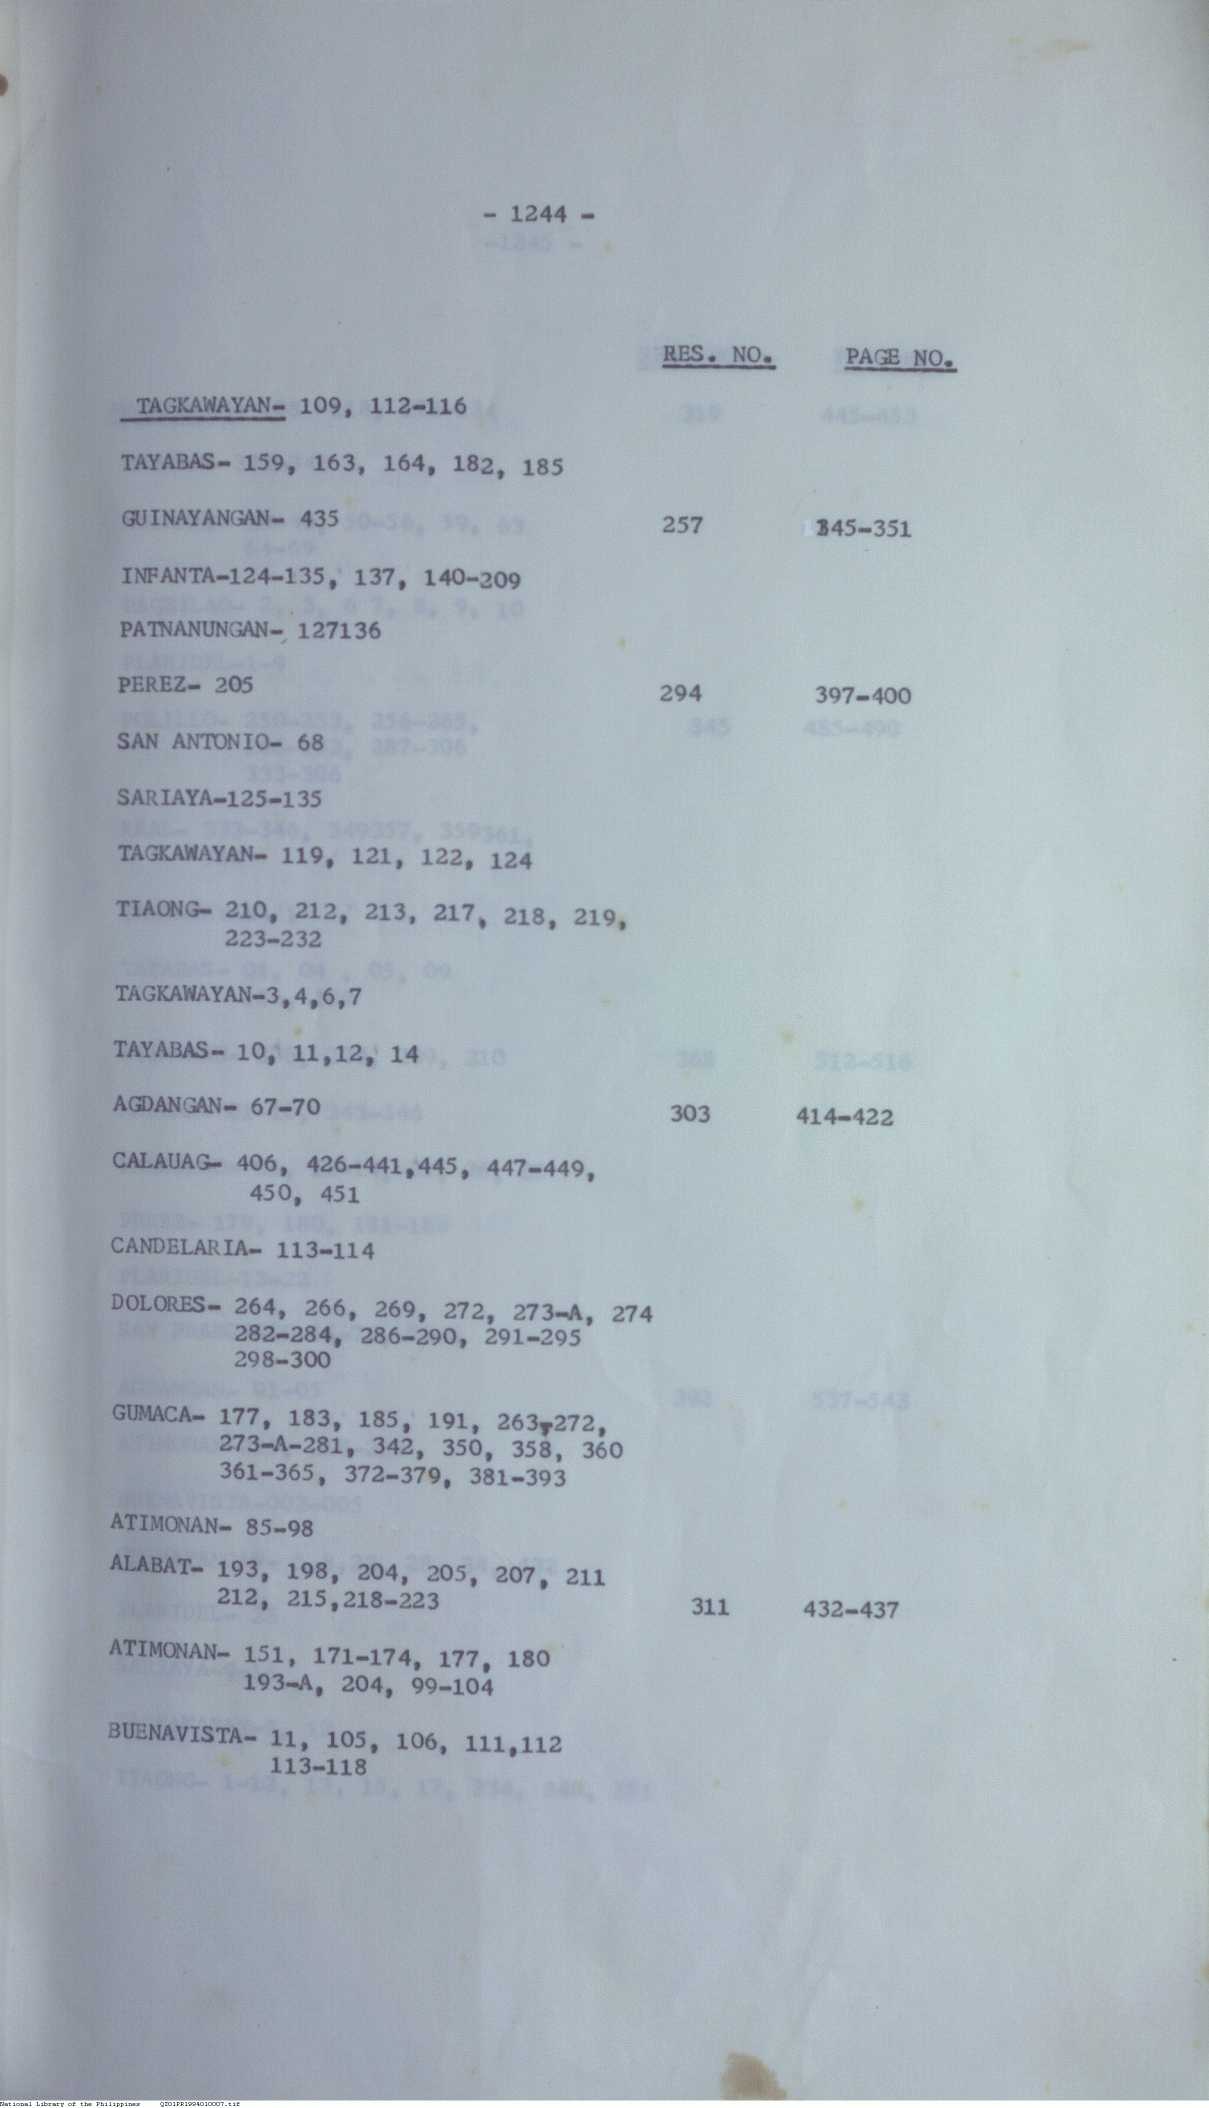 - 1244 -
RES. NO. PAGE NO.
TAGKAWAYAN- 109, 112-116
TAYABAS- 159, 163, 164, 182, 185
GUINAYANGAN- 435 257 345-351
INFANTA-124-135, 137, 140-209
PATNANUNGAN- 127136
PEREZ- 205 294 397-400
SAN ANTONIO- 68
SARIAYA-125-135
TAGKAWAYAN- 119, 121, 122, 124
TIAONG- 210, 212, 213, 217, 218, 219,
223-232
TAGKAWAYAN-3,4,6,7
TAYABAS- 10, 11,12, 14
AGDANGAN- 67-70 303 414-422
CALAUAG- 406, 426-441,445, 447-449,
450, 451
CANDELARIA- 113-114
DOLORES- 264, 266, 269, 272, 273-A, 274
282-284, 286-290, 291-295
298-300
GUMACA- 177, 183, 185, 191, 263,272,
273-A-281, 342, 350, 358, 360
361-365, 372-379, 381-393
ATIMONAN- 85-98
ALABAT- 193, 198, 204, 205, 207, 211
212, 215,218-223 311 432-437
ATIMONAN- 151, 171-174, 177, 180
193-A, 204, 99-104
BUENAVISTA- 11, 105, 106, 111,112
113-118
National Library of the Philippines QZ01PR1994010007.tif